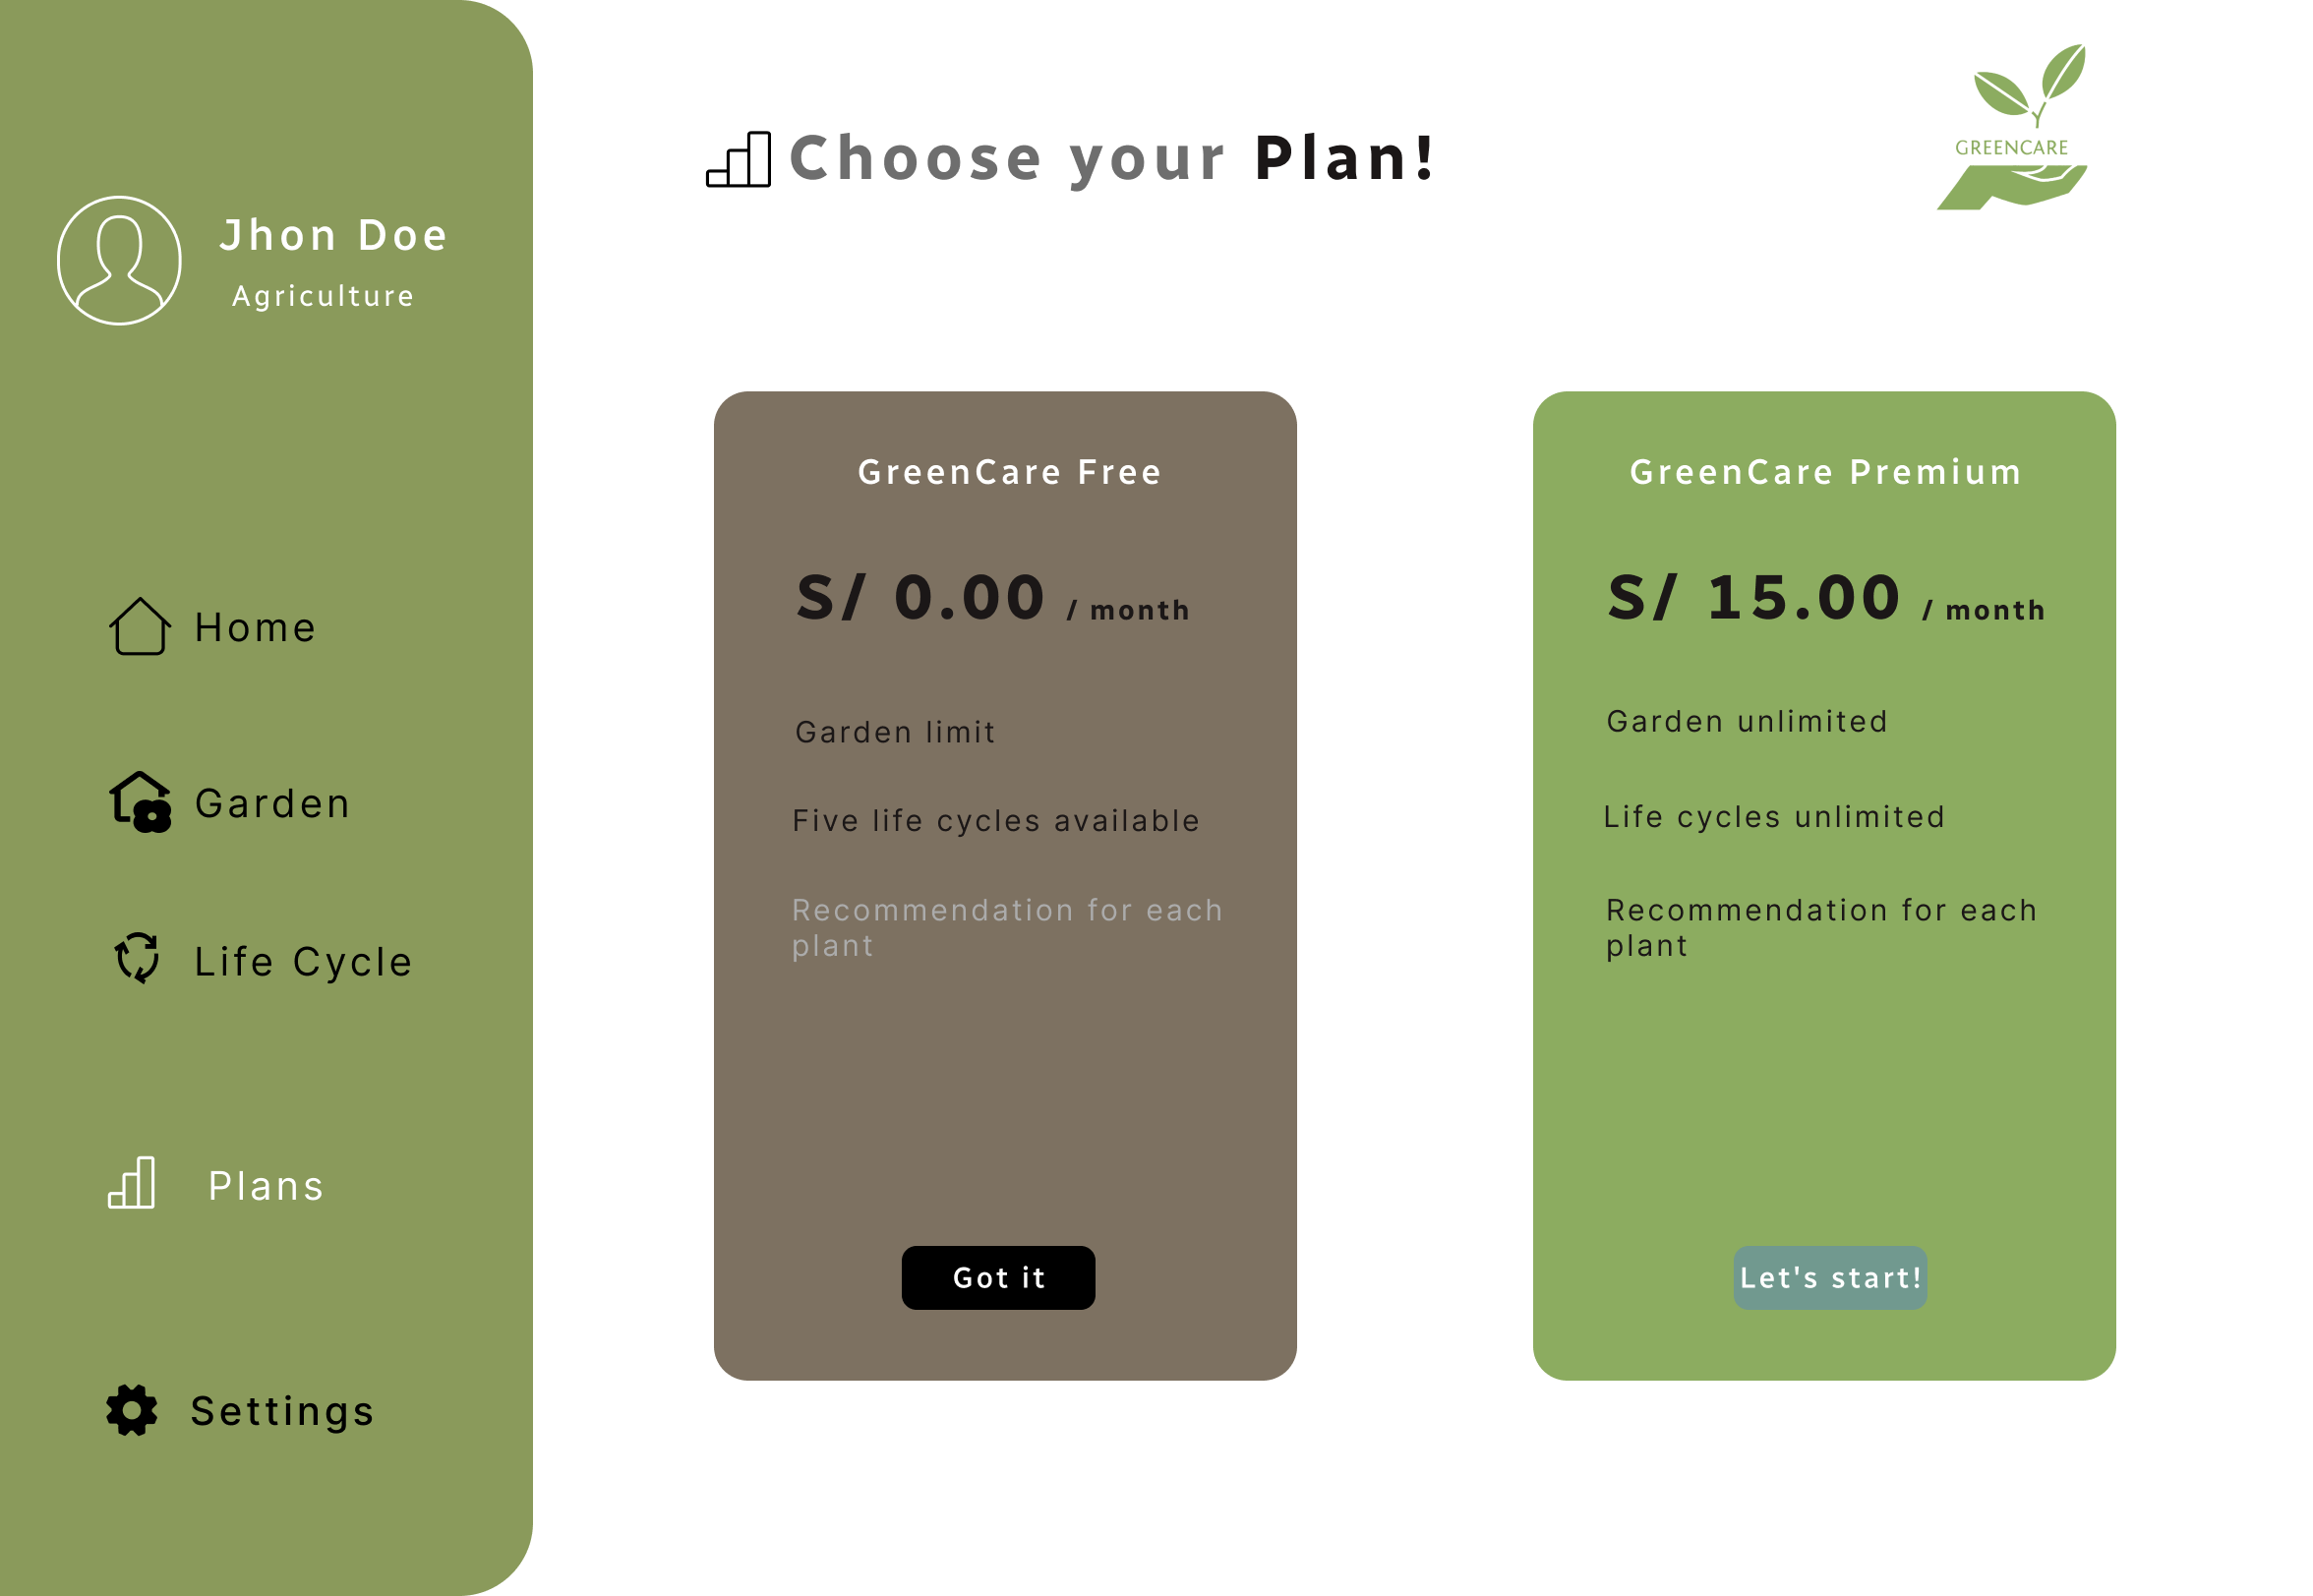 Jhon Doe
Agriculture
Home
Garden
Life Cycle
Plans
Settings
Choose your Plan!
GREENCARE
GreenCare Free
S/ 0.00 / month
Garden limit
Five life cycles available
Recommendation for each
plant
Got it
GreenCare Premium
S/ 15.00 / month
Garden unlimited
Life cycles unlimited
Recommendation for each
plant
Let's start!